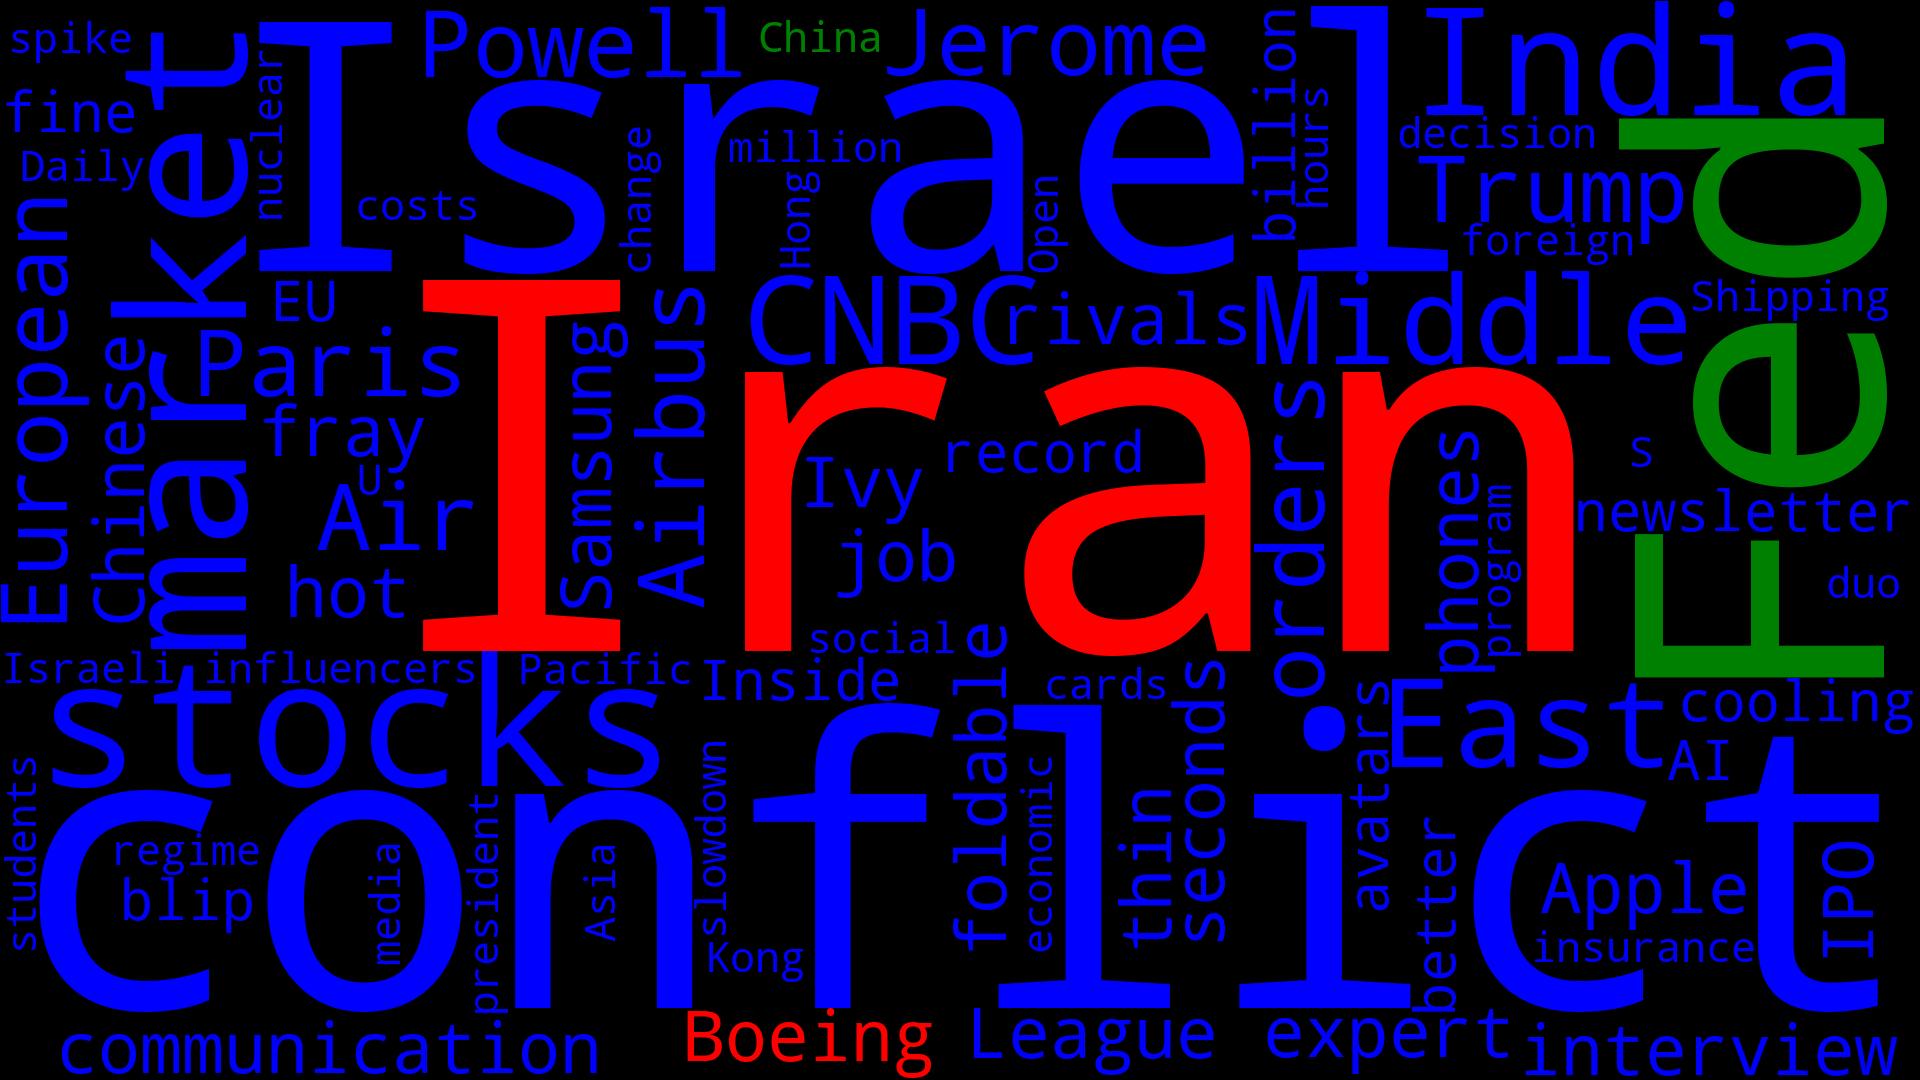 spike
Powell
China
Jerome
India
fine
market
nuclear
Israel
billion
hours
decision
Daily
million
Trump
costs
change
Hong
Open
foreign
Fed
European
EU
CNBC
rivals
Middle
Shipping
Chinese
Paris
Samsung
Airbus
Iran
fray
record
orders
phones
S
U
Air
Ivy
program
newsletter
hot
job
duo
social
Israeli
influencers
Pacific
Inside
foldable
cards
seconds
avatars
East
cooling
stocks
AI
students
slowdown
economic
thin
conflict
regime
blip
media
president
Asia
better
Apple
IPO
Kong
insurance
communication
Boeing
League
expert
interview